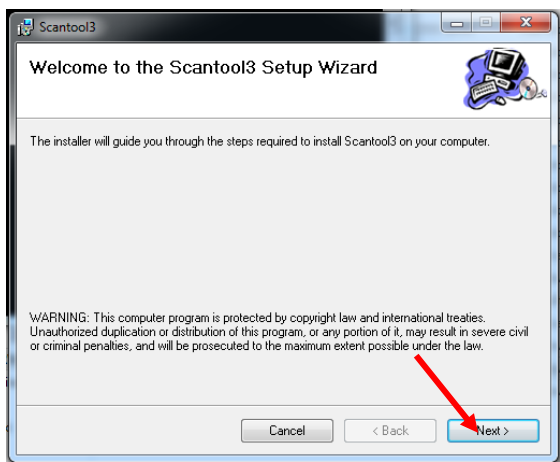 Scantool3
Welcome to the Scantool3 Setup Wizard
The installer will guide you through the steps required to install Scantool3 on your computer.
WARNING: This computer program is protected by copyright law and international treaties.
Unauthorized duplication or distribution of this program, or any portion of it, may result in severe civil
or criminal penalties, and will be prosecuted to the maximum extent possible under the law.
Cancel
< Back
Next >